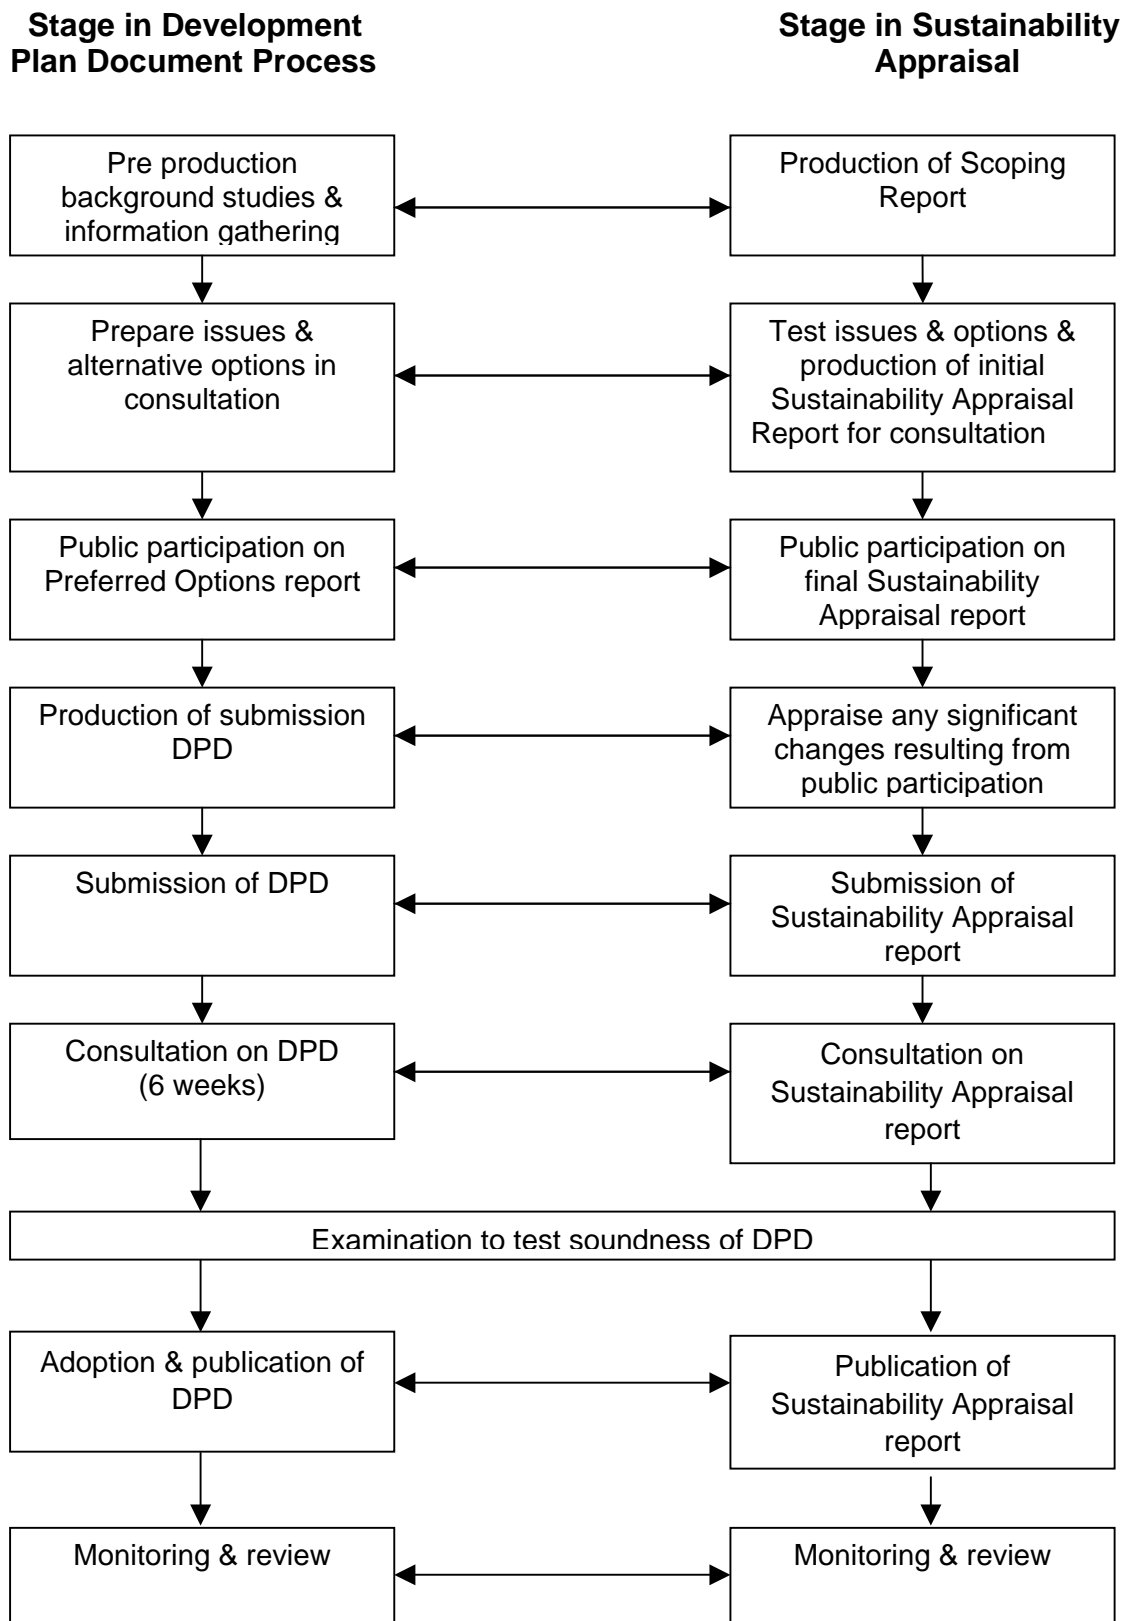 Stage in Development
Plan Document Process
Stage in Sustainability
Appraisal
Pre production
background studies &
information gathering
Production of Scoping
Report
Prepare issues &
alternative options in
consultation
Test issues & options &
production of initial
Sustainability Appraisal
Report for consultation
Public participation on
Preferred Options report
Public participation on
final Sustainability
Appraisal report
Production of submission
DPD
Appraise any significant
changes resulting from
public participation
Submission of DPD
Submission of
Sustainability Appraisal
report
Consultation on DPD
(6 weeks)
Consultation on
Sustainability Appraisal
report
Examination to test soundness of DPD
Adoption & publication of
DPD
Publication of
Sustainability Appraisal
report
Monitoring & review
Monitoring & review